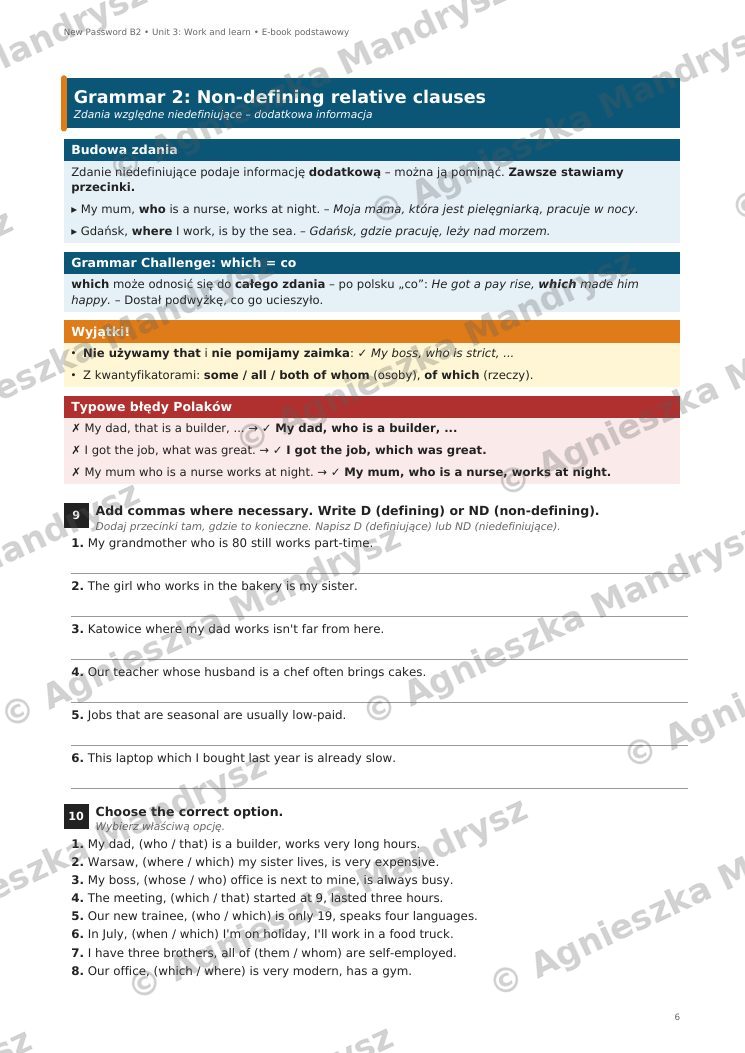 New Password B2 • Unit 3: Work and learn • E-book podstawowy
Grammar 2: Non-defining relative clauses
Zdania względne niedefiniujące – dodatkowa informacja
Budowa zdania
Zdanie niedefiniujące podaje informację dodatkową – można ją pominąć. Zawsze stawiamy
przecinki.
▸ My mum, who is a nurse, works at night. – Moja mama, która jest pielęgniarką, pracuje w nocy.
▸ Gdańsk, where I work, is by the sea. – Gdańsk, gdzie pracuję, leży nad morzem.
Grammar Challenge: which = co
which może odnosić się do całego zdania – po polsku „co”: He got a pay rise, which made him
happy. – Dostał podwyżkę, co go ucieszyło.
Wyjątki!
• Nie używamy that i nie pomijamy zaimka: ✓ My boss, who is strict, ...
• Z kwantyfikatorami: some / all / both of whom (osoby), of which (rzeczy).
Typowe błędy Polaków
✗ My dad, that is a builder, ... → ✓ My dad, who is a builder, ...
✗ I got the job, what was great. → ✓ I got the job, which was great.
✗ My mum who is a nurse works at night. → ✓ My mum, who is a nurse, works at night.
9 Add commas where necessary. Write D (defining) or ND (non-defining).
Dodaj przecinki tam, gdzie to konieczne. Napisz D (definiujące) lub ND (niedefiniujące).
1. My grandmother who is 80 still works part-time.
2. The girl who works in the bakery is my sister.
3. Katowice where my dad works isn't far from here.
4. Our teacher whose husband is a chef often brings cakes.
5. Jobs that are seasonal are usually low-paid.
6. This laptop which I bought last year is already slow.
10 Choose the correct option.
Wybierz właściwą opcję.
1. My dad, (who / that) is a builder, works very long hours.
2. Warsaw, (where / which) my sister lives, is very expensive.
3. My boss, (whose / who) office is next to mine, is always busy.
4. The meeting, (which / that) started at 9, lasted three hours.
5. Our new trainee, (who / which) is only 19, speaks four languages.
6. In July, (when / which) I'm on holiday, I'll work in a food truck.
7. I have three brothers, all of (them / whom) are self-employed.
8. Our office, (which / where) is very modern, has a gym.
6
© Agnieszka Mandrysz